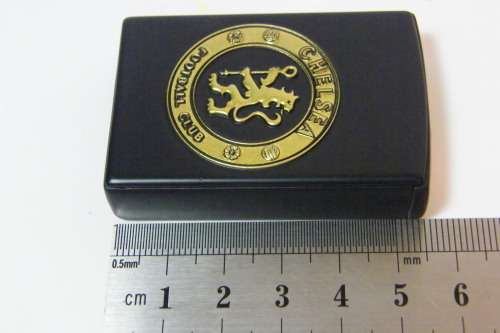 CHELSEA
FOOTBALL CLUB
0.5mm mm
cm 1 2 3 4 5 6